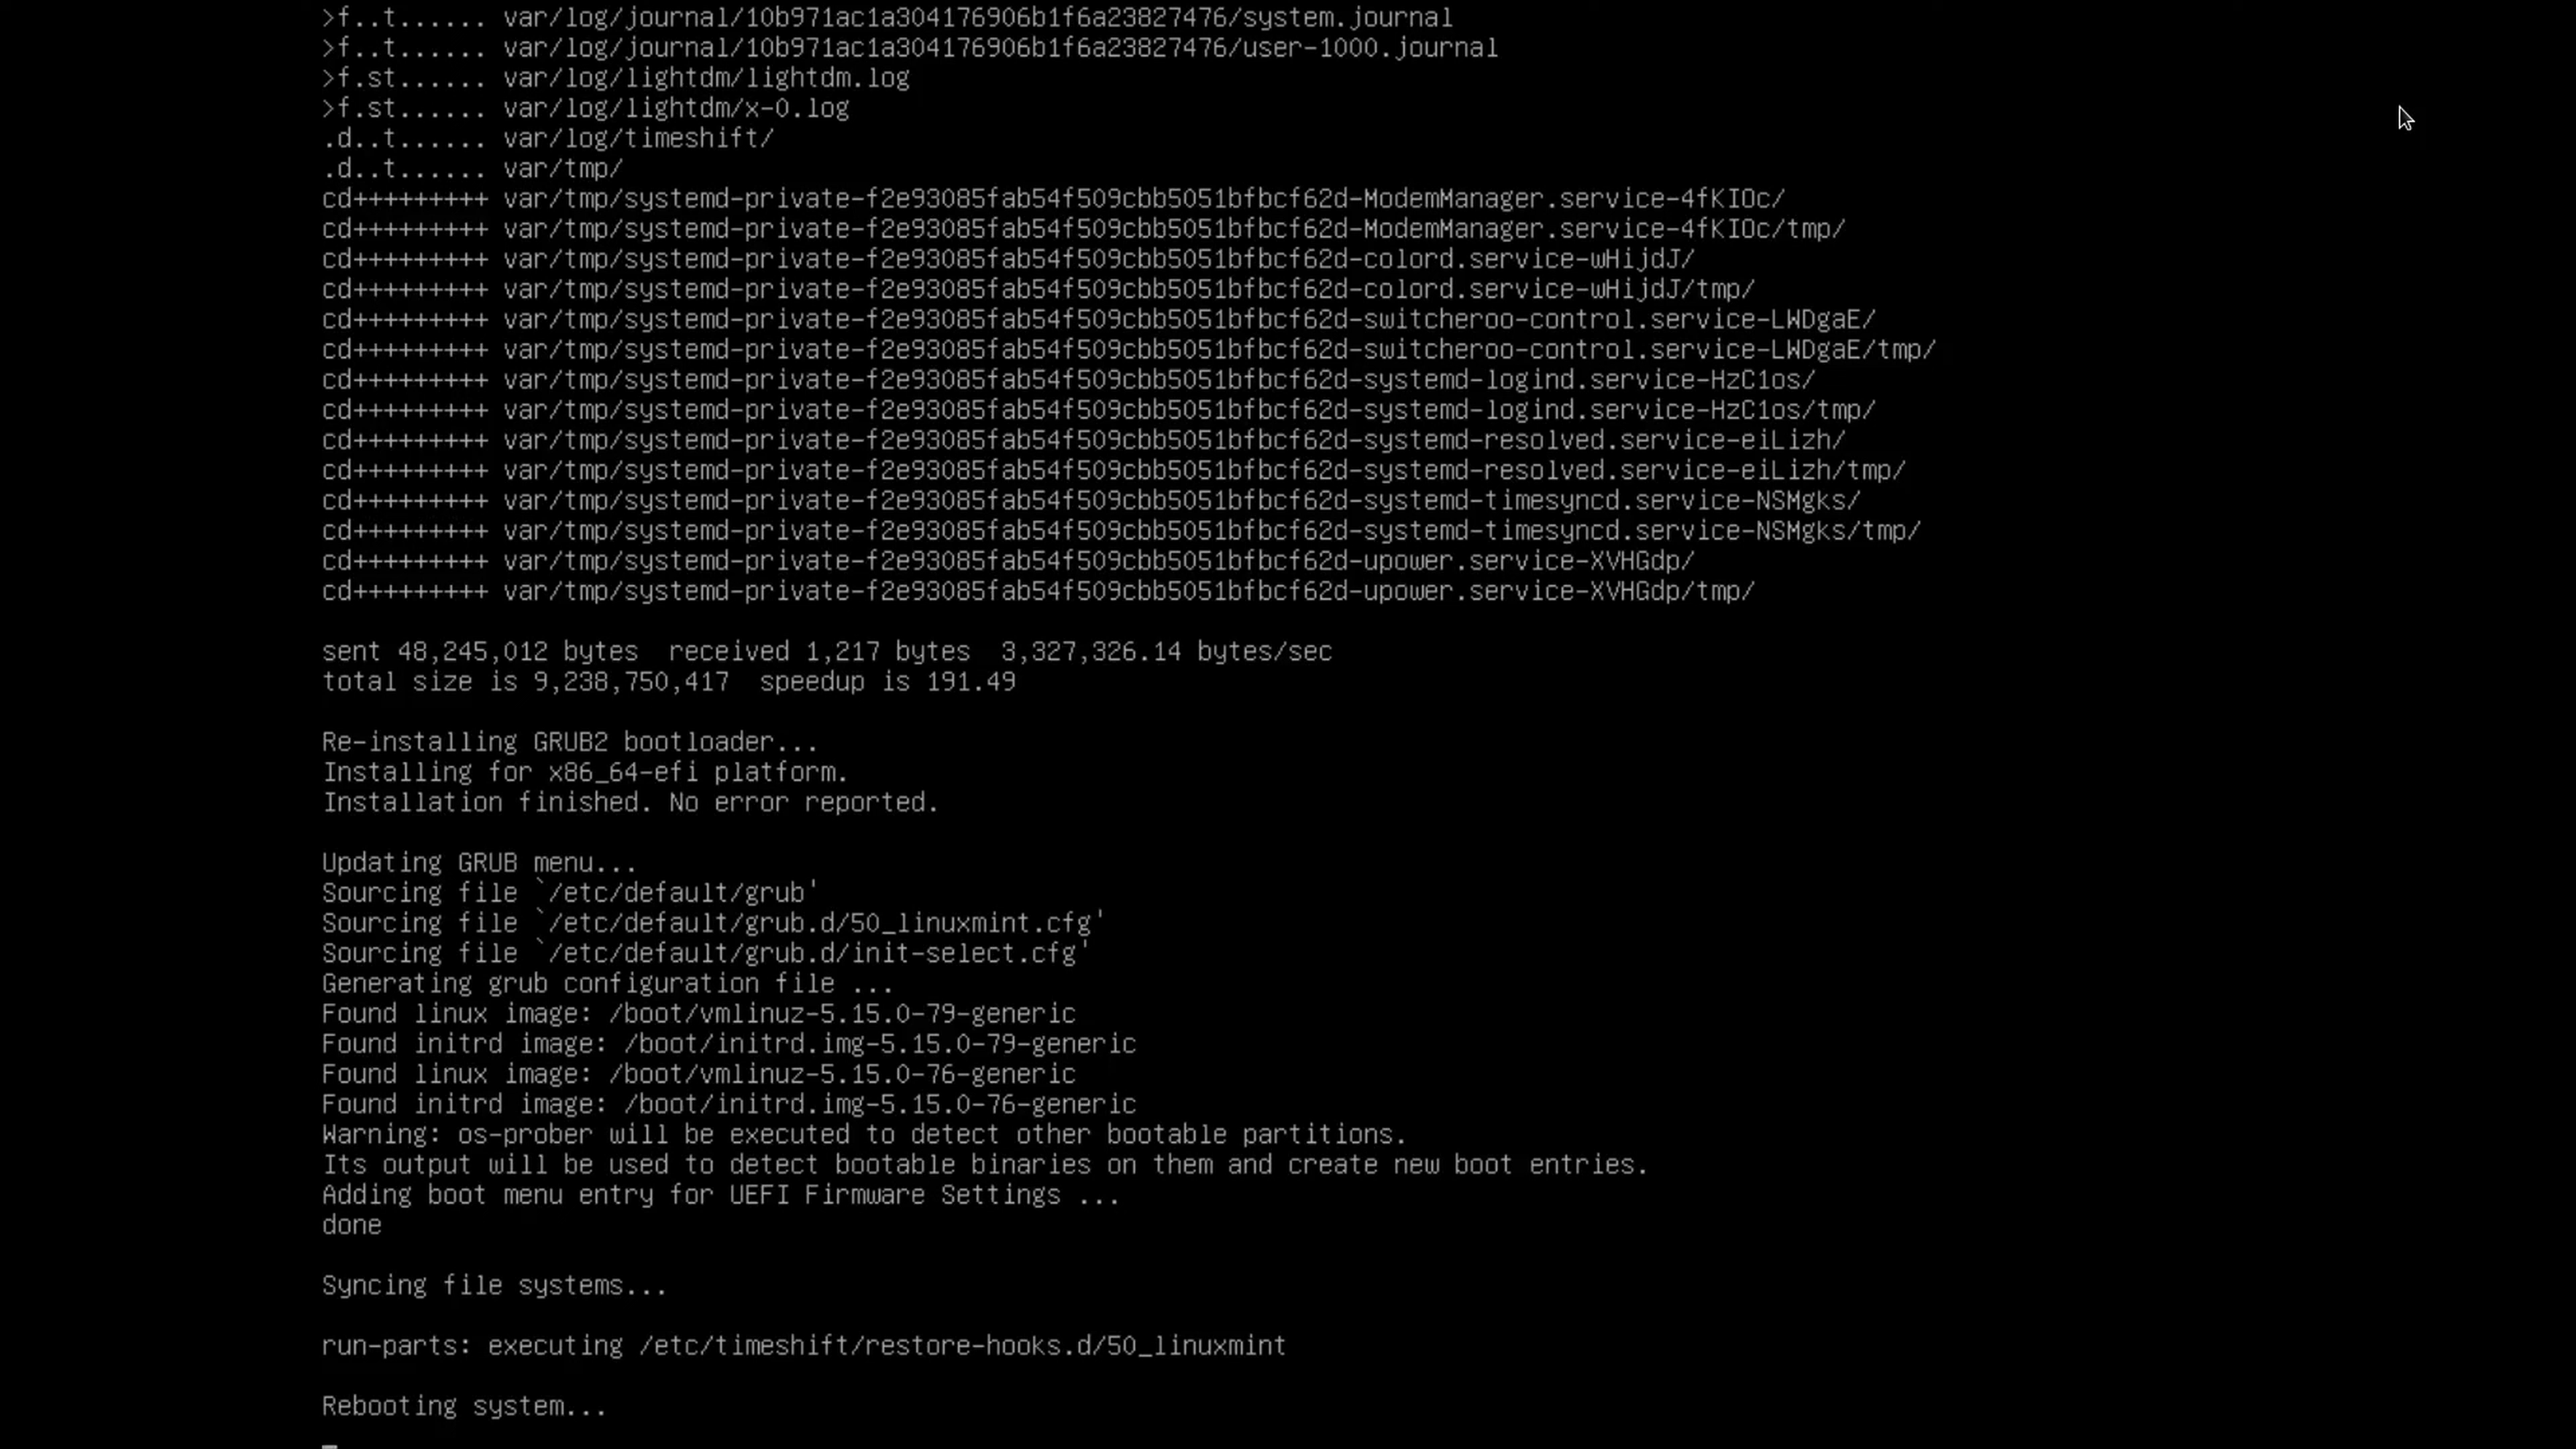 >f..t...... var/log/journal/10b971ac1a304176906b1f6a23827476/system.journal
>f..t...... var/log/journal/10b971ac1a304176906b1f6a23827476/user-1000.journal
>f.st...... var/log/lightdm/lightdm.log
>f.st...... var/log/lightdm/x-0.log
.d..t...... var/log/timeshift/
.d..t...... var/tmp/
cd+++++++++ var/tmp/systemd-private-f2e93085fab54f509cbb5051bfbcf62d-ModemManager.service-4fKIOc/
cd+++++++++ var/tmp/systemd-private-f2e93085fab54f509cbb5051bfbcf62d-ModemManager.service-4fKIOc/tmp/
cd+++++++++ var/tmp/systemd-private-f2e93085fab54f509cbb5051bfbcf62d-colord.service-wHijdJ/
cd+++++++++ var/tmp/systemd-private-f2e93085fab54f509cbb5051bfbcf62d-colord.service-wHijdJ/tmp/
cd+++++++++ var/tmp/systemd-private-f2e93085fab54f509cbb5051bfbcf62d-switcheroo-control.service-LWDgaE/
cd+++++++++ var/tmp/systemd-private-f2e93085fab54f509cbb5051bfbcf62d-switcheroo-control.service-LWDgaE/tmp/
cd+++++++++ var/tmp/systemd-private-f2e93085fab54f509cbb5051bfbcf62d-systemd-logind.service-HzC1os/
cd+++++++++ var/tmp/systemd-private-f2e93085fab54f509cbb5051bfbcf62d-systemd-logind.service-HzC1os/tmp/
cd+++++++++ var/tmp/systemd-private-f2e93085fab54f509cbb5051bfbcf62d-systemd-resolved.service-eiLizh/
cd+++++++++ var/tmp/systemd-private-f2e93085fab54f509cbb5051bfbcf62d-systemd-resolved.service-eiLizh/tmp/
cd+++++++++ var/tmp/systemd-private-f2e93085fab54f509cbb5051bfbcf62d-systemd-timesyncd.service-NSMgks/
cd+++++++++ var/tmp/systemd-private-f2e93085fab54f509cbb5051bfbcf62d-systemd-timesyncd.service-NSMgks/tmp/
cd+++++++++ var/tmp/systemd-private-f2e93085fab54f509cbb5051bfbcf62d-upower.service-XVHGdp/
cd+++++++++ var/tmp/systemd-private-f2e93085fab54f509cbb5051bfbcf62d-upower.service-XVHGdp/tmp/
sent 48,245,012 bytes  received 1,217 bytes  3,327,326.14 bytes/sec
total size is 9,238,750,417  speedup is 191.49
Re-installing GRUB2 bootloader...
Installing for x86_64-efi platform.
Installation finished. No error reported.
Updating GRUB menu...
Sourcing file `/etc/default/grub'
Sourcing file `/etc/default/grub.d/50_linuxmint.cfg'
Sourcing file `/etc/default/grub.d/init-select.cfg'
Generating grub configuration file ...
Found linux image: /boot/vmlinuz-5.15.0-79-generic
Found initrd image: /boot/initrd.img-5.15.0-79-generic
Found linux image: /boot/vmlinuz-5.15.0-76-generic
Found initrd image: /boot/initrd.img-5.15.0-76-generic
Warning: os-prober will be executed to detect other bootable partitions.
Its output will be used to detect bootable binaries on them and create new boot entries.
Adding boot menu entry for UEFI Firmware Settings ...
done
Syncing file systems...
run-parts: executing /etc/timeshift/restore-hooks.d/50_linuxmint
Rebooting system...